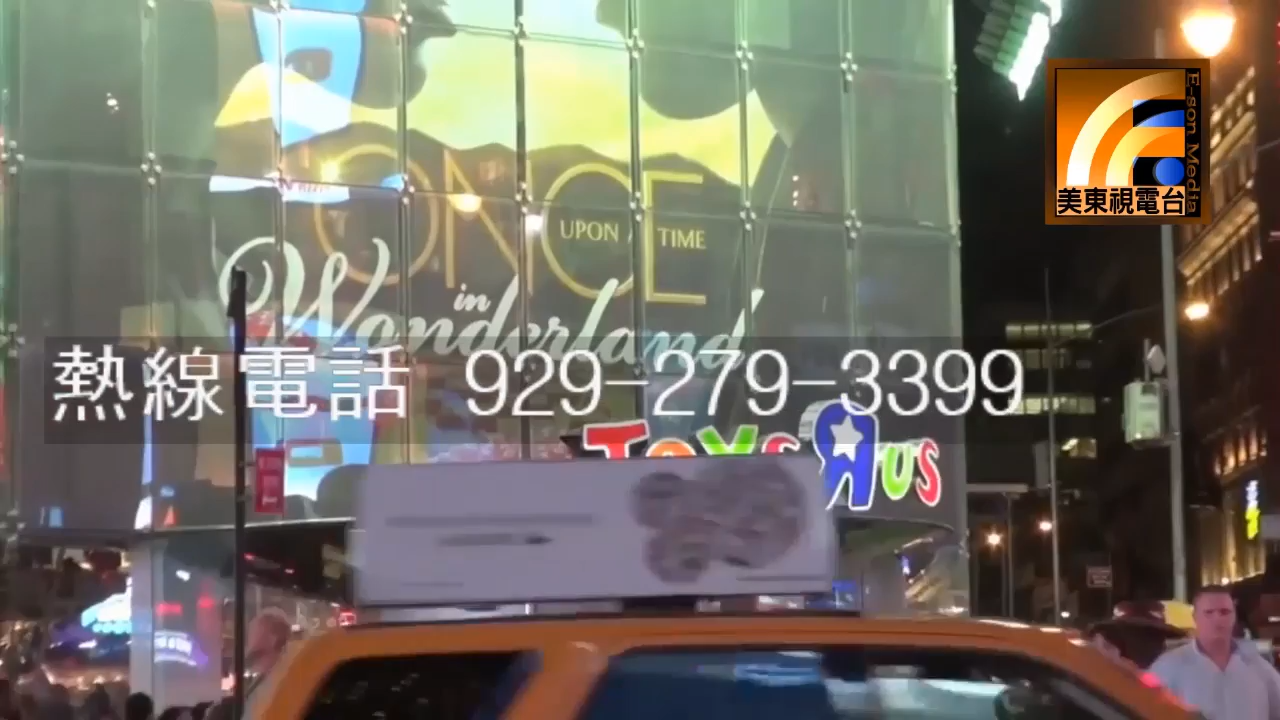 ONCE
UPON A TIME
in
Wonderland
熱線電話 929-279-3399
TOYS R US
E-son Media
美東視電台